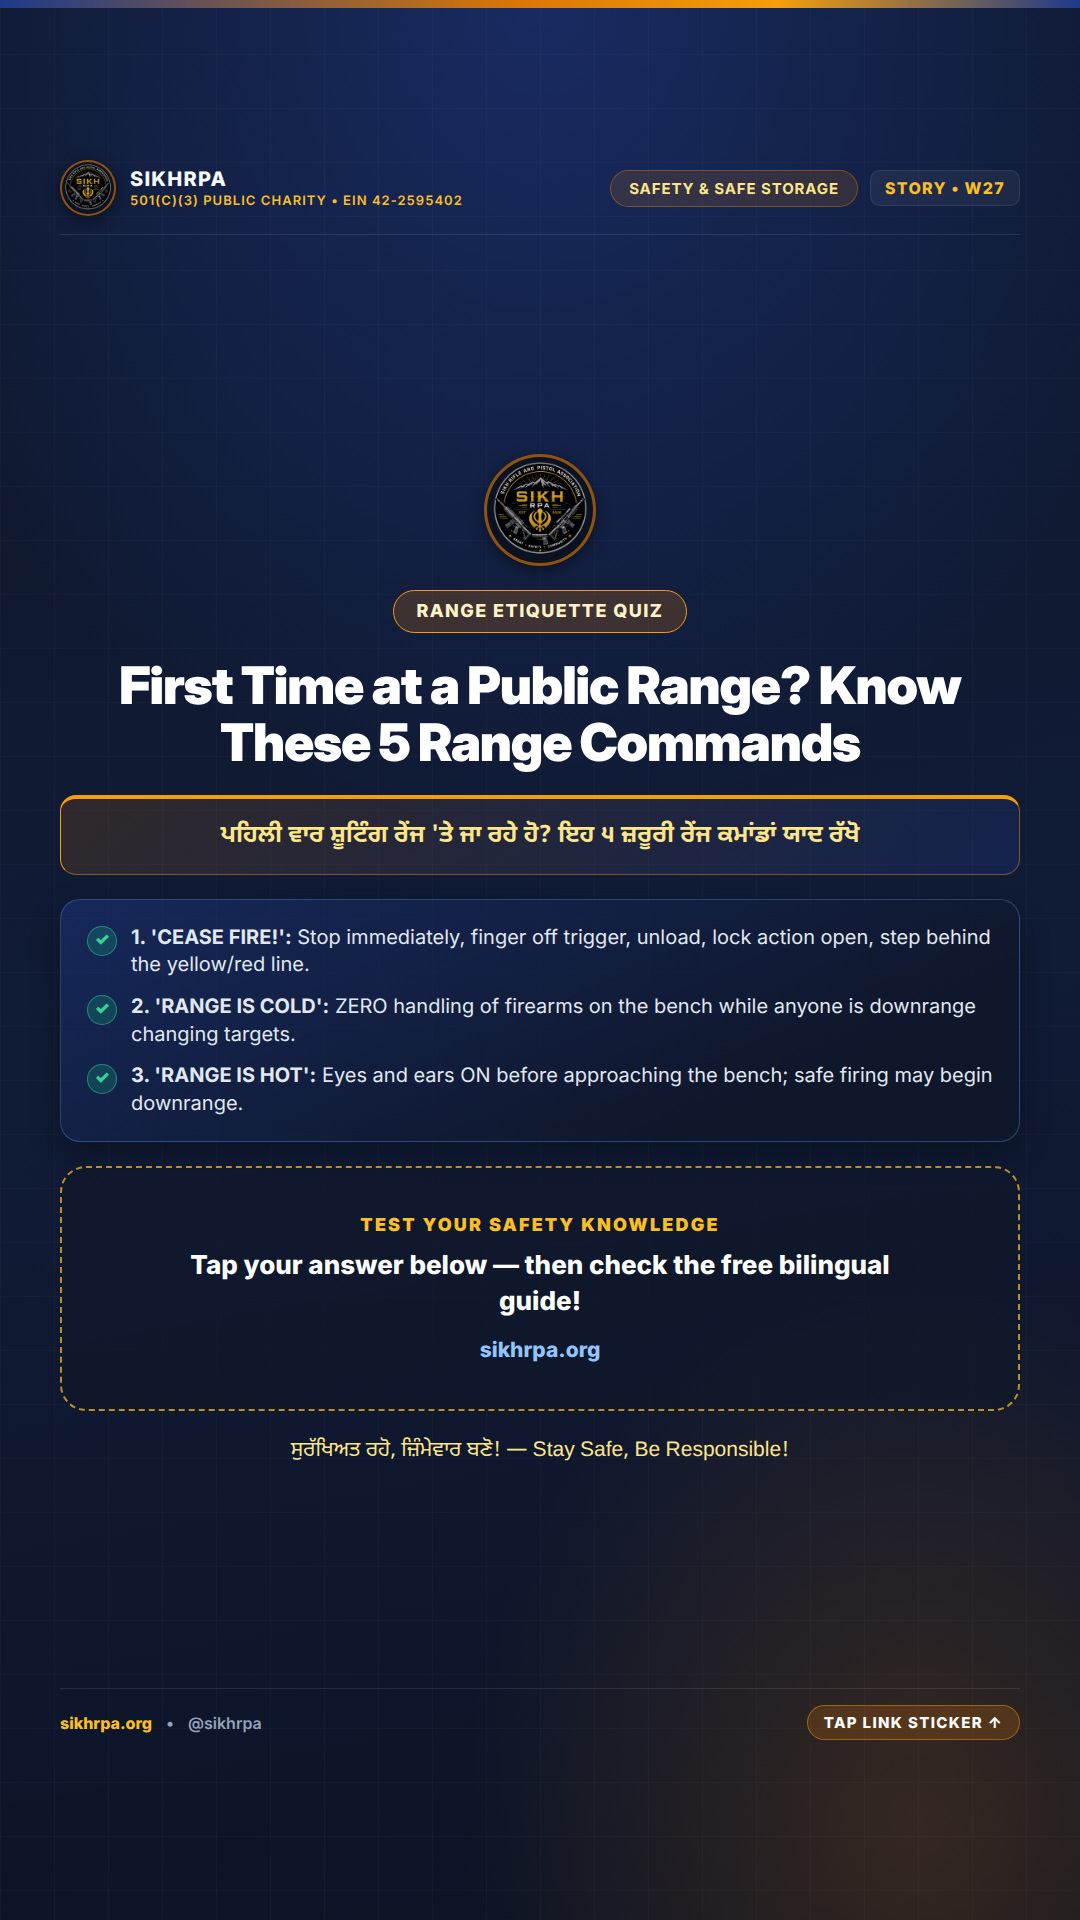 SIKHRPA
501(C)(3) PUBLIC CHARITY • EIN 42-2595402
SAFETY & SAFE STORAGE
STORY • W27
SIKH RIFLE AND PISTOL ASSOCIATION
SIKH
RPA
RANGE ETIQUETTE QUIZ
First Time at a Public Range? Know
These 5 Range Commands
ਪਹਿਲੀ ਵਾਰ ਸ਼ੂਟਿੰਗ ਰੇਂਜ 'ਤੇ ਜਾ ਰਹੇ ਹੋ? ਇਹ ੫ ਜ਼ਰੂਰੀ ਰੇਂਜ ਕਮਾਂਡਾਂ ਯਾਦ ਰੱਖੋ
1. 'CEASE FIRE!': Stop immediately, finger off trigger, unload, lock action open, step behind
the yellow/red line.
2. 'RANGE IS COLD': ZERO handling of firearms on the bench while anyone is downrange
changing targets.
3. 'RANGE IS HOT': Eyes and ears ON before approaching the bench; safe firing may begin
downrange.
TEST YOUR SAFETY KNOWLEDGE
Tap your answer below — then check the free bilingual
guide!
sikhrpa.org
ਸੁਰੱਖਿਅਤ ਰਹੋ, ਜ਼ਿੰਮੇਵਾਰ ਬਣੋ! — Stay Safe, Be Responsible!
sikhrpa.org • @sikhrpa
TAP LINK STICKER ↑